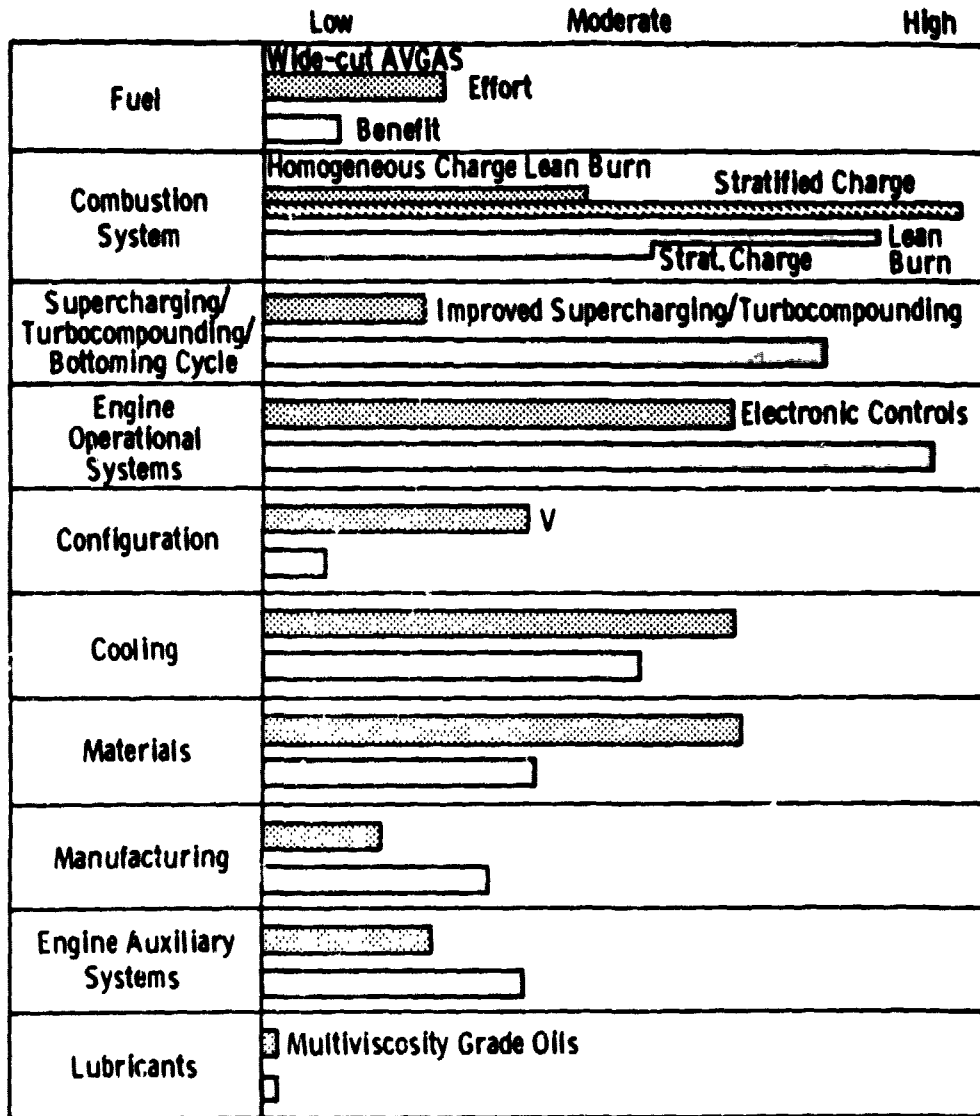 Low Moderate High
Wide-cut AVGAS
Fuel
Effort
Benefit
Homogeneous Charge Lean Burn
Stratified Charge
Combustion
System
Lean
Burn
Strat. Charge
Supercharging/
Turbocompounding/
Bottoming Cycle
Improved Supercharging/Turbocompounding
Engine
Operational
Systems
Electronic Controls
Configuration
V
Cooling
Materials
Manufacturing
Engine Auxiliary
Systems
Lubricants
Multiviscosity Grade Oils